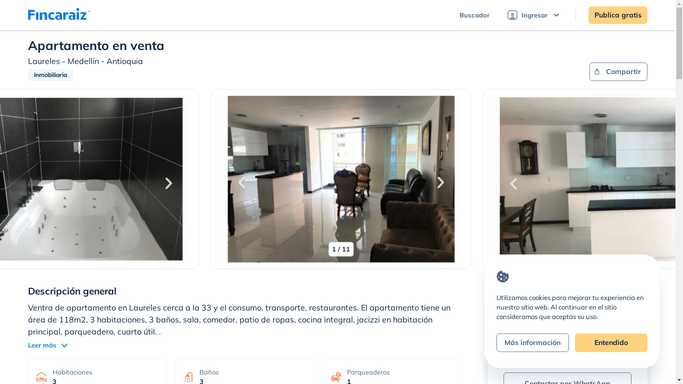 Fincaraiz
Buscador
Ingresar
Publica gratis
Apartamento en venta
Laureles - Medellín - Antioquia
Inmobiliaria
Compartir
1 / 11
Descripción general
Ventra de apartamento en Laureles cerca a la 33 y el consumo, transporte, restaurantes. El apartamento tiene un
área de 118m2, 3 habitaciones, 3 baños, sala, comedor, patio de ropas, cocina integral, jacizzi en habitación
principal, parqueadero, cuarto útil. .
Leer más
Habitaciones
3
Baños
3
Parqueaderos
1
Utilizamos cookies para mejorar tu experiencia en
nuestro sitio web. Al continuar en el sitio
consideramos que aceptas su uso.
Más información
Entendido
Contactar por WhatsApp